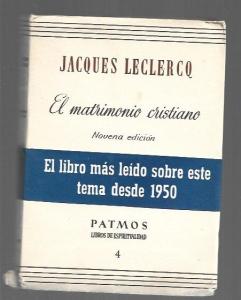 JACQUES LECLERCQ
El matrimonio cristiano
Novena edición
El libro más leído sobre este
tema desde 1950
PATMOS
LIBROS DE ESPIRITUALIDAD
4